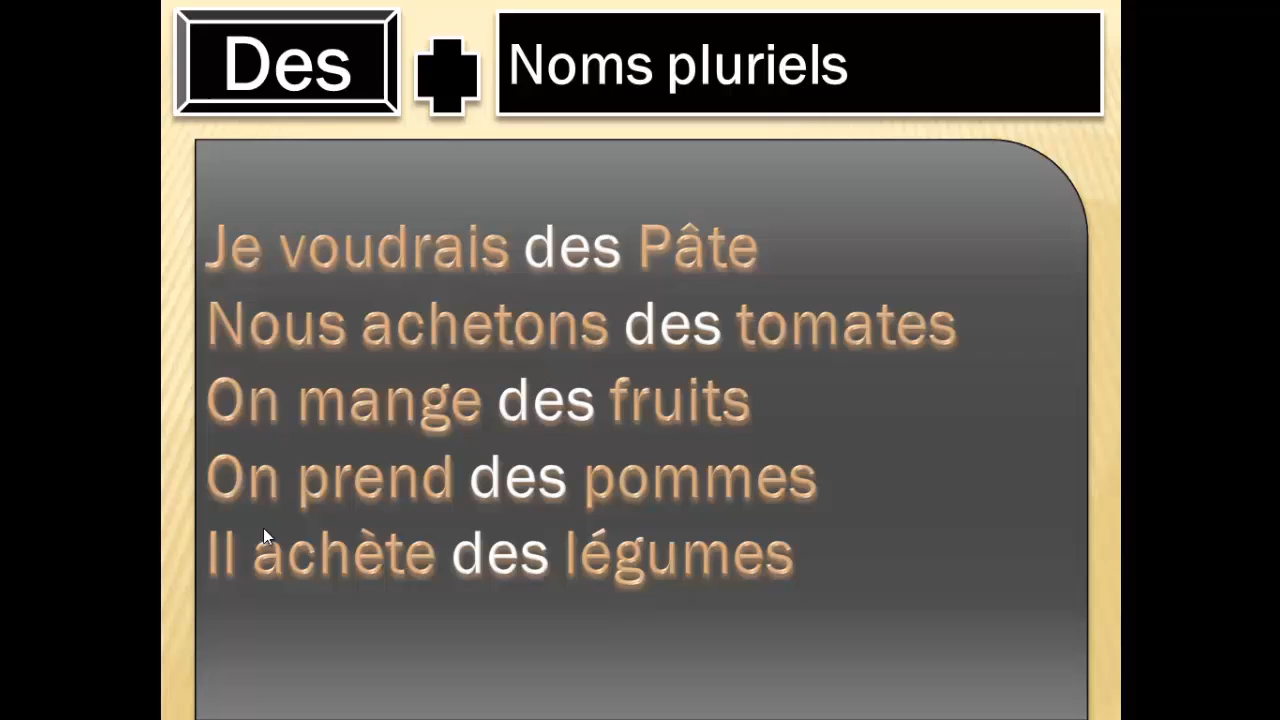 Des
Noms pluriels
Je voudrais des Pâte
Nous achetons des tomates
On mange des fruits
On prend des pommes
Il achète des légumes